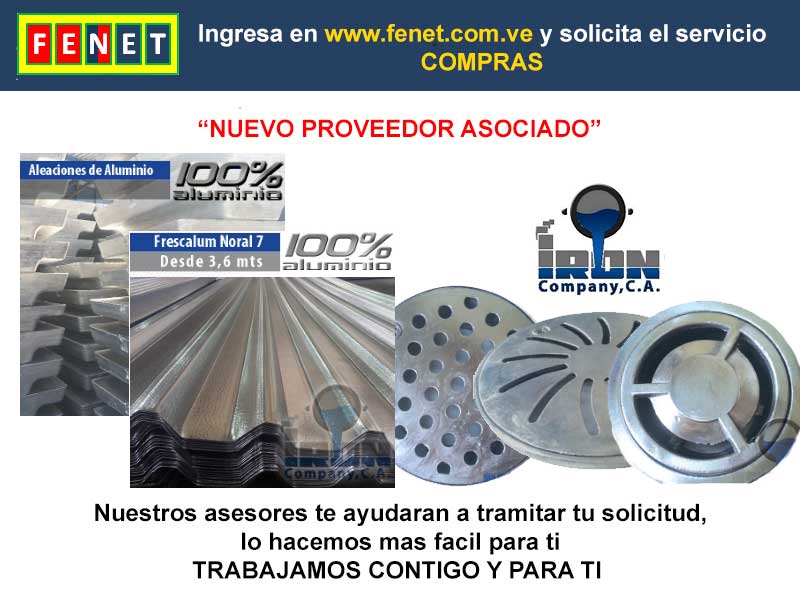 FENET
Ingresa en www.fenet.com.ve y solicita el servicio
COMPRAS
“NUEVO PROVEEDOR ASOCIADO”
Aleaciones de Aluminio
100%
aluminio
Frescalum Noral 7
Desde 3,6 mts
100%
aluminio
IRON
Company,C.A.
IRON
Company,C.A.
Nuestros asesores te ayudaran a tramitar tu solicitud,
lo hacemos mas facil para ti
TRABAJAMOS CONTIGO Y PARA TI